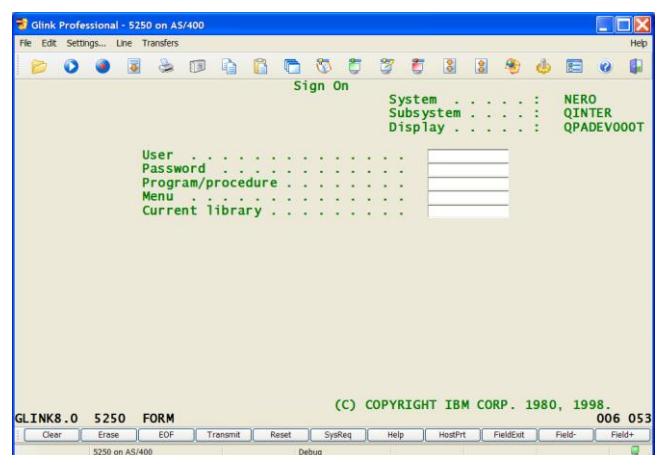 Glink Professional - 5250 on AS/400
File Edit Settings... Line Transfers Help
Sign On
System . . . . . : NERO
Subsystem . . . . : QINTER
Display . . . . . : QPADEV000T
User . . . . . . . . . . . . . .
Password . . . . . . . . . . . .
Program/procedure . . . . . . . .
Menu . . . . . . . . . . . . . .
Current library . . . . . . . . .
(C) COPYRIGHT IBM CORP. 1980, 1998.
GLINK8.0 5250 FORM 006 053
Clear Erase EOF Transmit Reset SysReq Help HostPrt FieldExit Field- Field+
5250 on AS/400 Debug